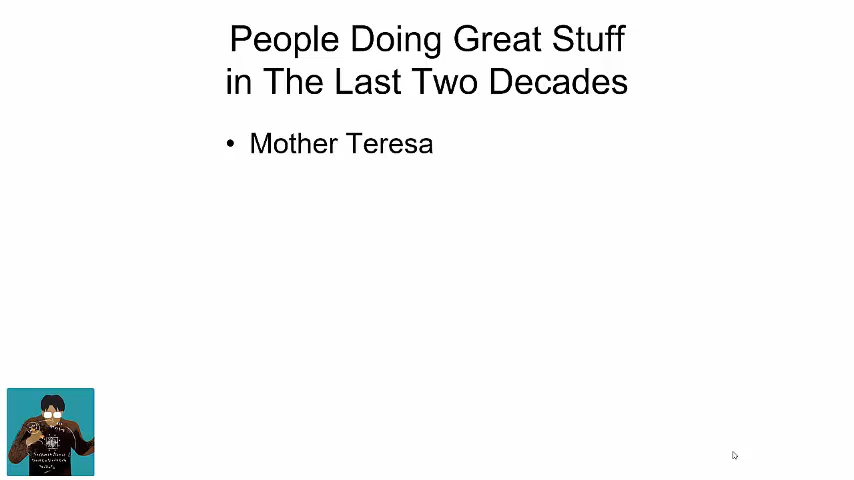 People Doing Great Stuff
in The Last Two Decades
• Mother Teresa